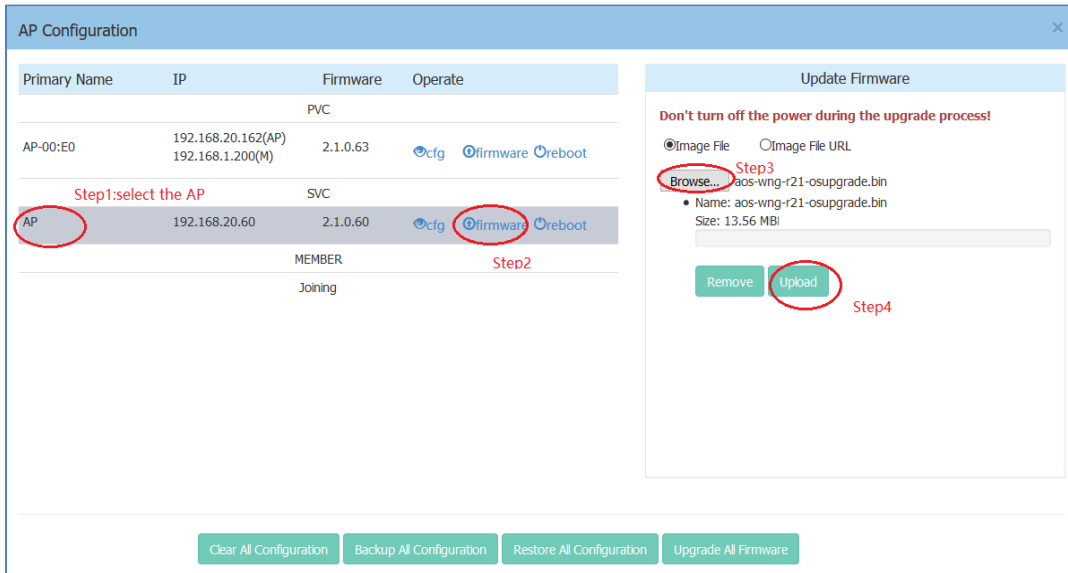 AP Configuration
Primary Name IP Firmware Operate
PVC
AP-00:E0 192.168.20.162(AP) 2.1.0.63 cfg firmware reboot
192.168.1.200(M)
Step1:select the AP SVC
AP 192.168.20.60 2.1.0.60 cfg firmware reboot
MEMBER Step2
Joining
Update Firmware
Don't turn off the power during the upgrade process!
Image File Image File URL
Step3
Browse... aos-wng-r21-osupgrade.bin
Name: aos-wng-r21-osupgrade.bin
Size: 13.56 MB
Remove Upload
Step4
Clear All Configuration Backup All Configuration Restore All Configuration Upgrade All Firmware